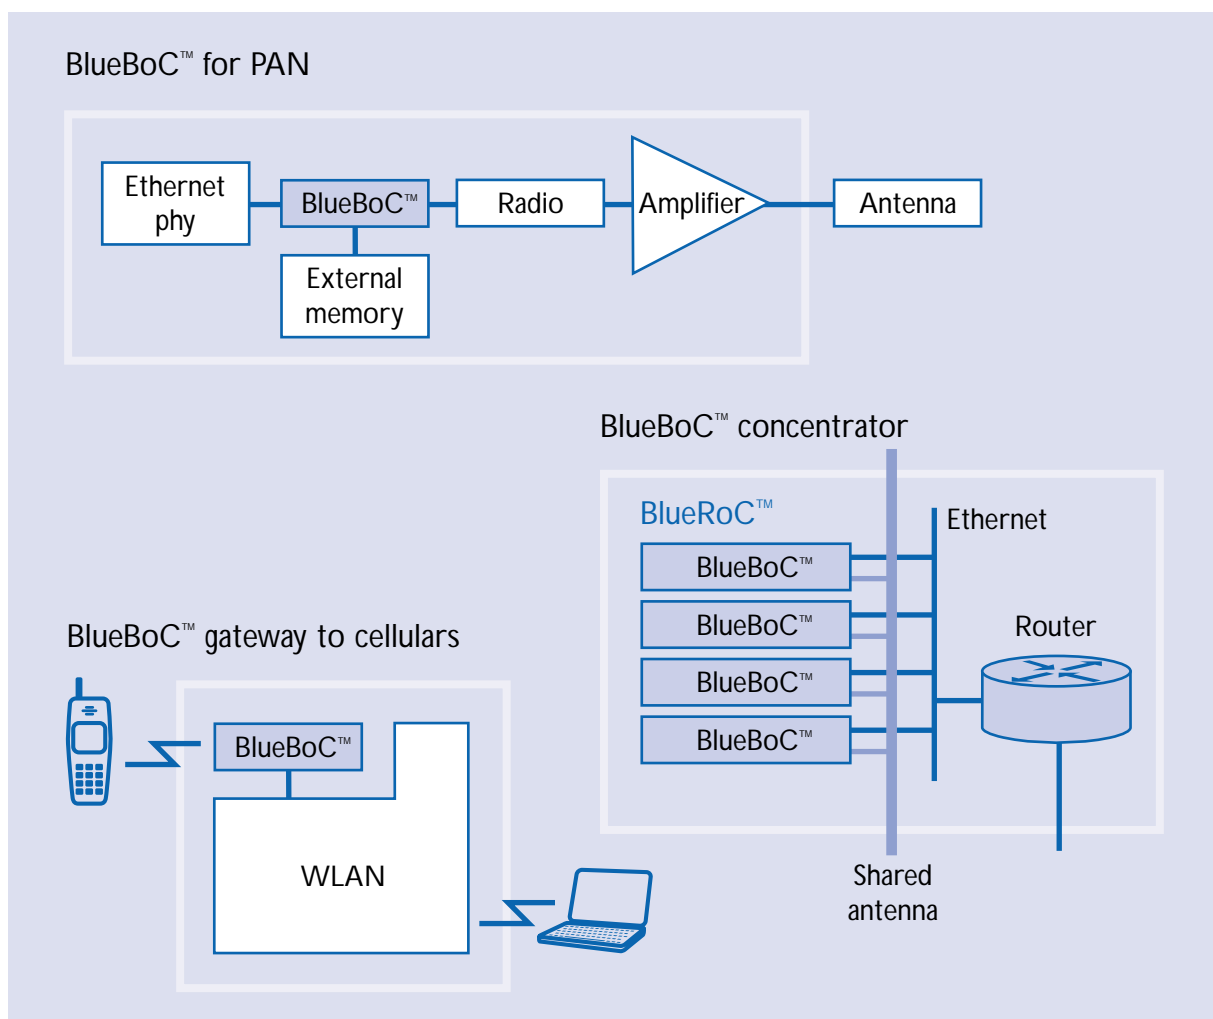 BlueBoC™ for PAN
Ethernet
phy
BlueBoC™
Radio
Amplifier
Antenna
External
memory
BlueBoC™ concentrator
BlueRoC™
Ethernet
BlueBoC™
BlueBoC™
BlueBoC™
BlueBoC™
Router
Shared
antenna
BlueBoC™ gateway to cellulars
BlueBoC™
WLAN